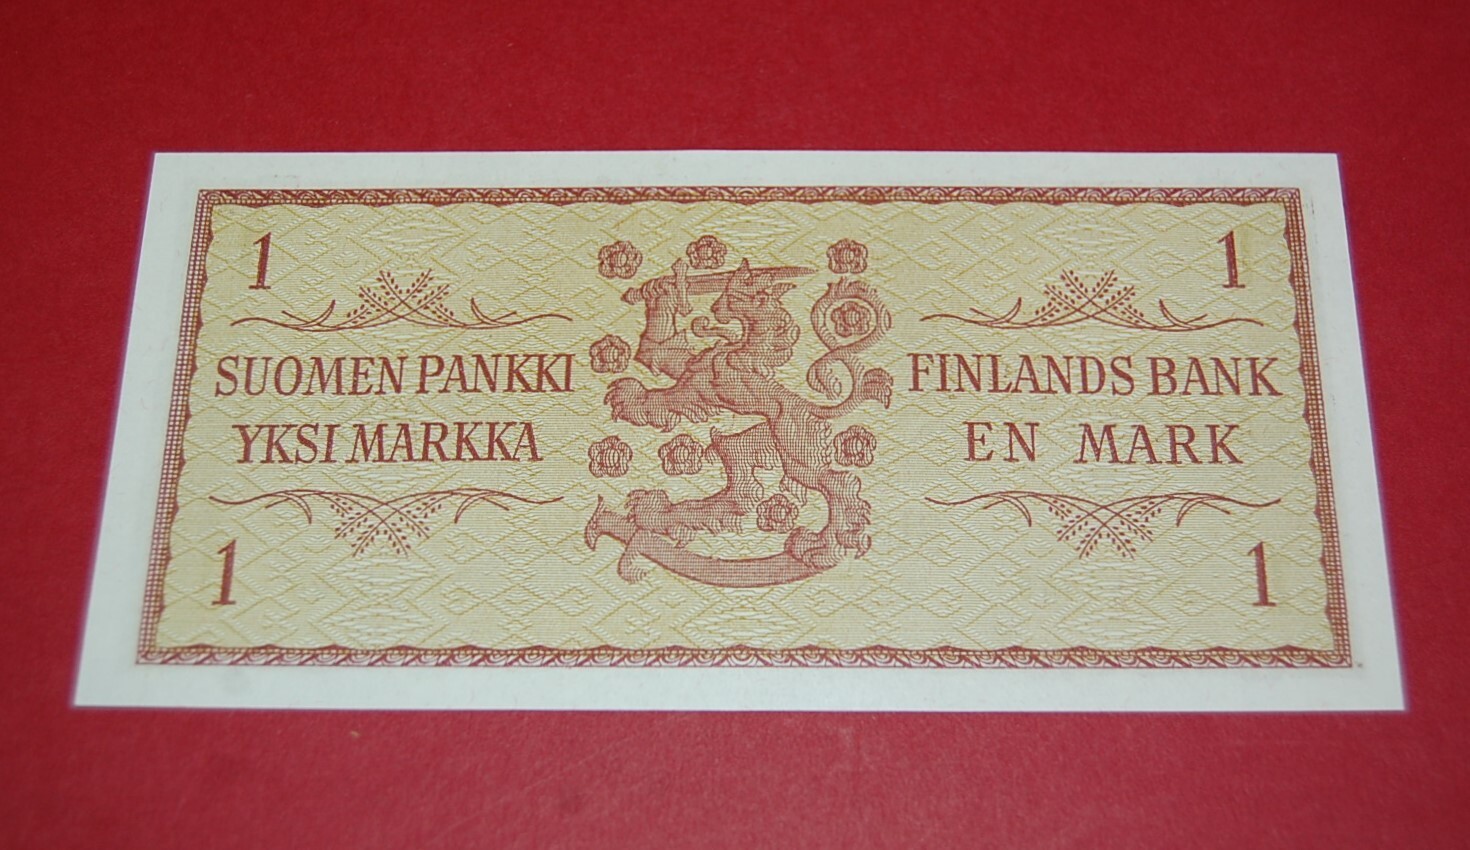 1
1
SUOMEN PANKKI
YKSI MARKKA
FINLANDS BANK
EN MARK
1
1